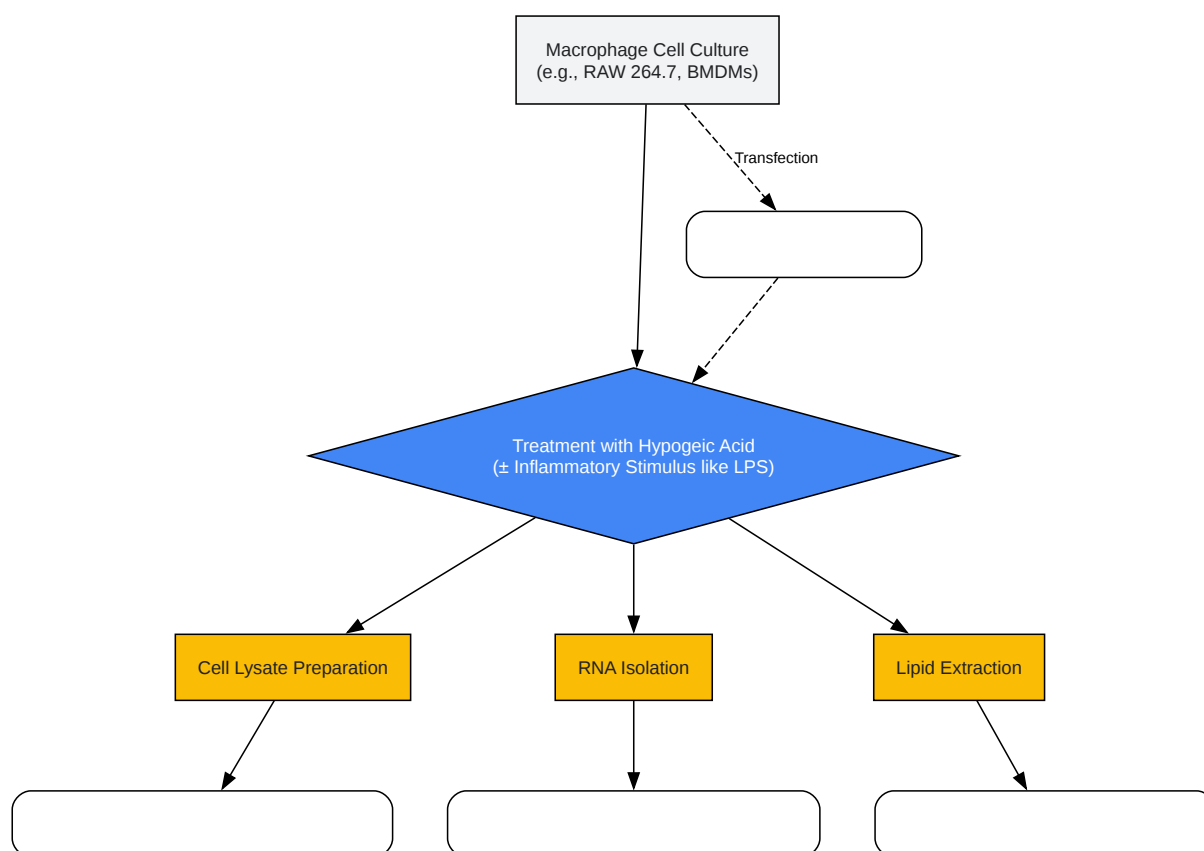 Macrophage Cell Culture
(e.g., RAW 264.7, BMDMs)
Transfection
Treatment with Hypogeic Acid
(± Inflammatory Stimulus like LPS)
Cell Lysate Preparation
RNA Isolation
Lipid Extraction